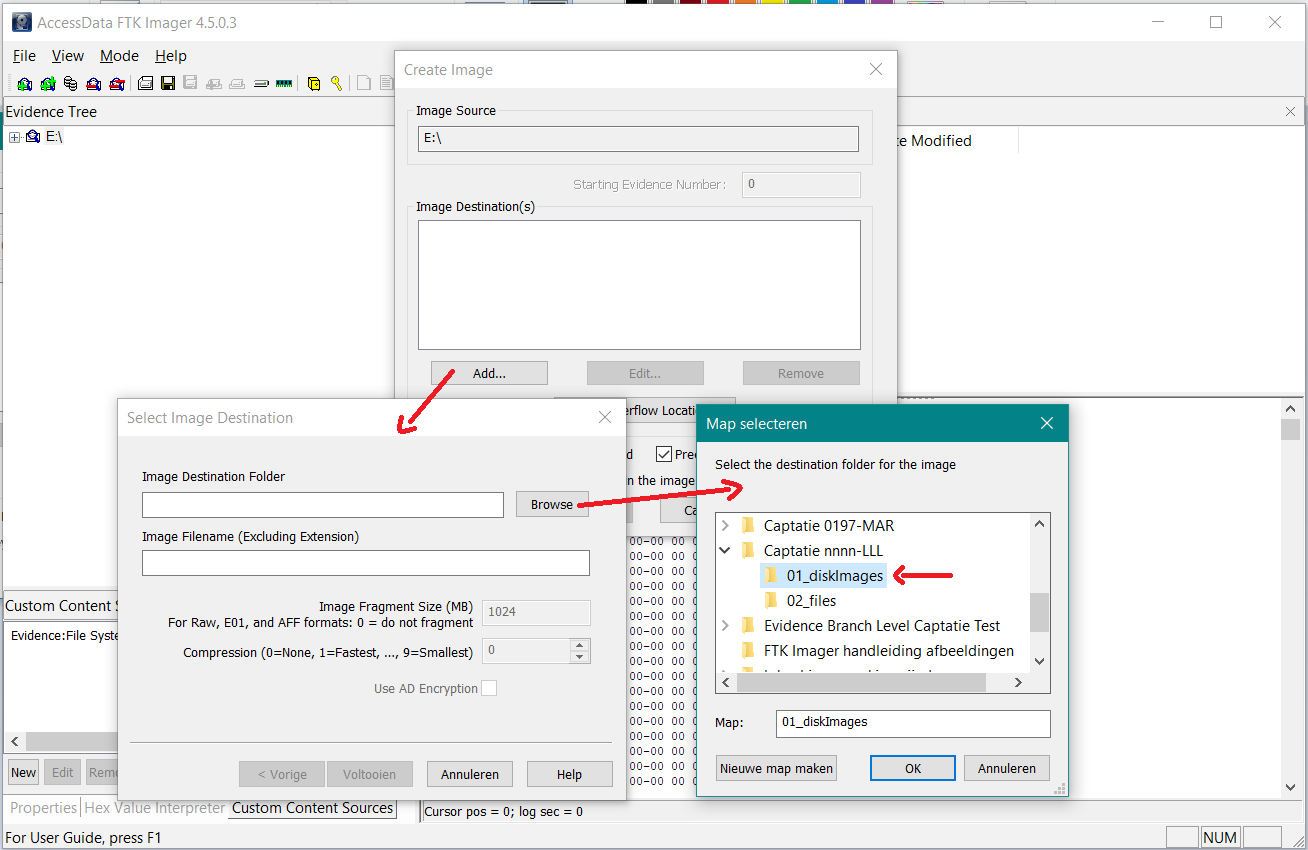 AccessData FTK Imager 4.5.0.3
File View Mode Help
Evidence Tree
E:\
Create Image
Image Source
E:\
Starting Evidence Number: 0
Image Destination(s)
Add... Edit... Remove
Modified
Select Image Destination
Image Destination Folder
Browse
Image Filename (Excluding Extension)
Image Fragment Size (MB) 1024
For Raw, E01, and AFF formats: 0 = do not fragment
Compression (0=None, 1=Fastest, ..., 9=Smallest) 0
Use AD Encryption
< Vorige Voltooien Annuleren Help
in the image
Map selecteren
Select the destination folder for the image
Captatie 0197-MAR
Captatie nnnn-LLL
01_diskImages
02_files
Evidence Branch Level Captatie Test
FTK Imager handleiding afbeeldingen
Map: 01_diskImages
Nieuwe map maken OK Annuleren
Custom Content
Evidence:File Syste
New Edit Remo
Properties Hex Value Interpreter Custom Content Sources
Cursor pos = 0; log sec = 0
For User Guide, press F1
NUM